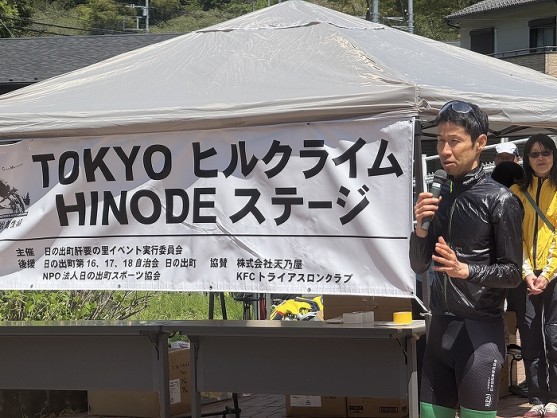 TOKYO ヒルクライム
HINODE ステージ
主催 日の出町肝要の里イベント実行委員会
後援 日の出町第16、17、18自治会 日の出町 協賛 株式会社天乃屋
NPO法人日の出町スポーツ協会 KFCトライアスロンクラブ